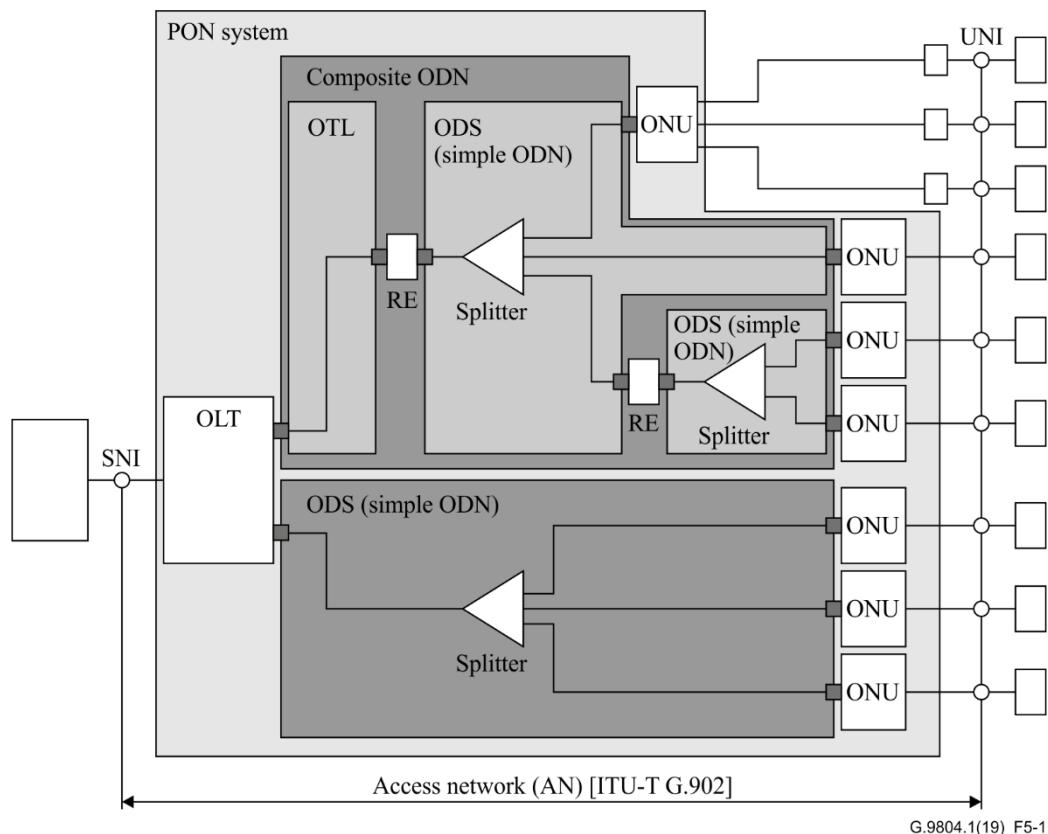 PON system
UNI
Composite ODN
OTL
ODS
(simple ODN)
ONU
ONU
RE
Splitter
ODS (simple
ODN)
ONU
RE
Splitter
ONU
OLT
SNI
ODS (simple ODN)
ONU
ONU
Splitter
ONU
Access network (AN) [ITU-T G.902]
G.9804.1(19)_F5-1